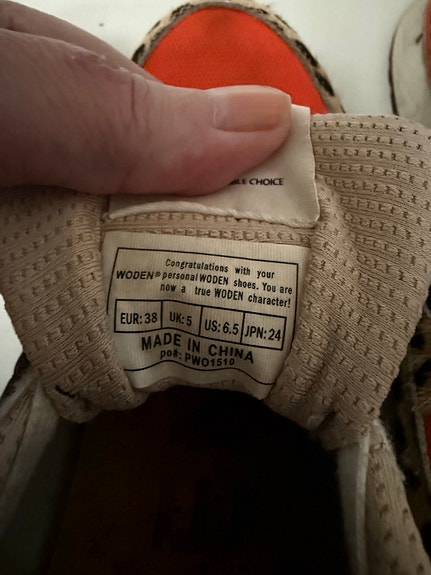 BLE CHOICE
Congratulations with your
WODEN® personal WODEN shoes. You are
now a true WODEN character!
EUR: 38 UK: 5 US: 6.5 JPN: 24
MADE IN CHINA
po#: PWO1510